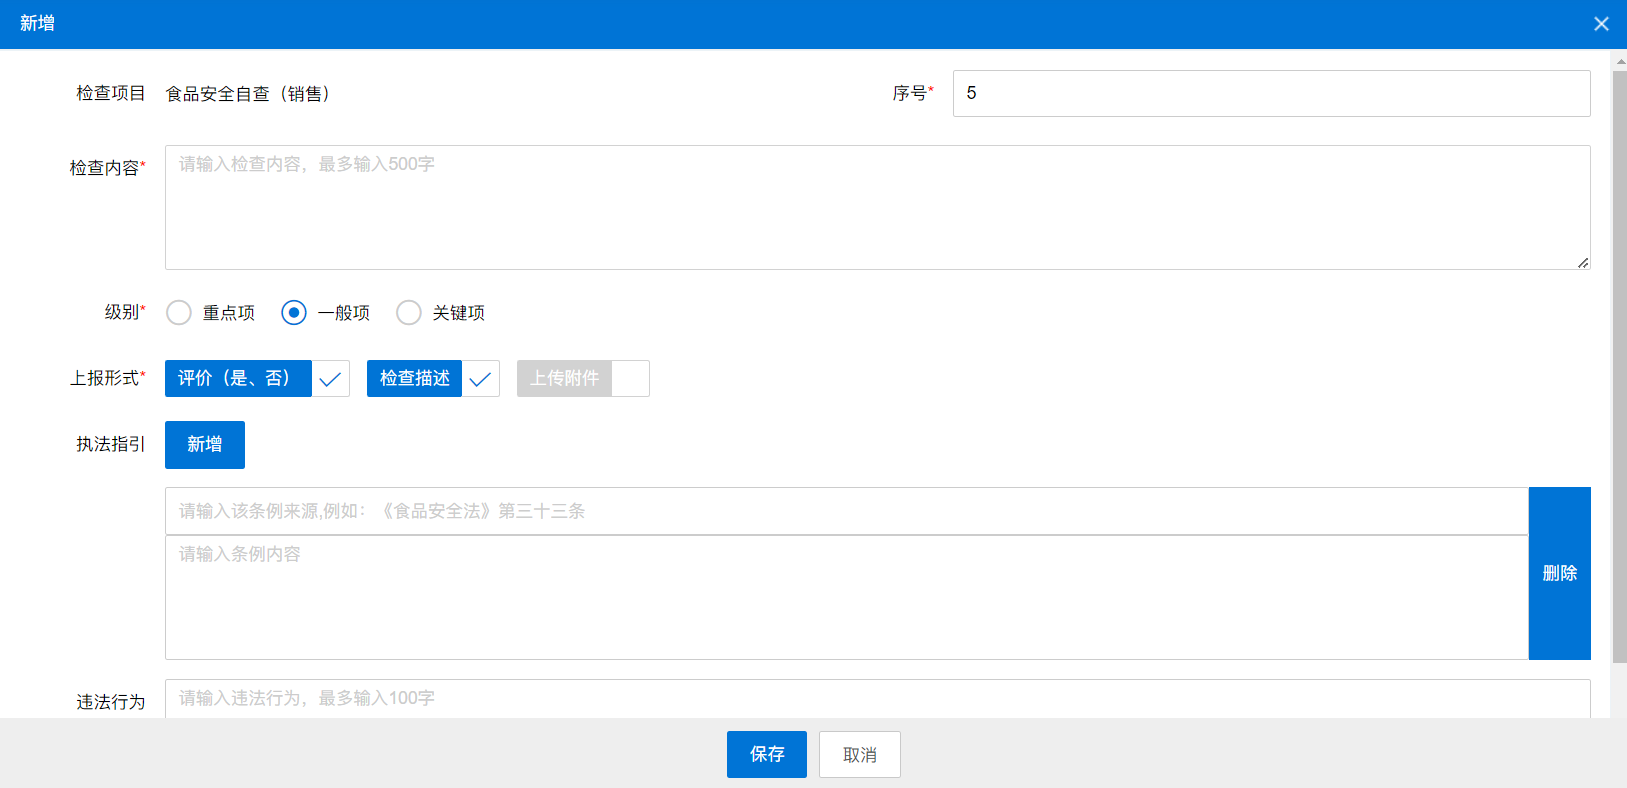 新增
检查项目 食品安全自查（销售） 序号* 5
检查内容* 请输入检查内容，最多输入500字
级别* 重点项 一般项 关键项
上报形式* 评价（是、否） 检查描述 上传附件
执法指引 新增
请输入该条例来源,例如：《食品安全法》第三十三条
请输入条例内容
删除
违法行为 请输入违法行为，最多输入100字
保存 取消